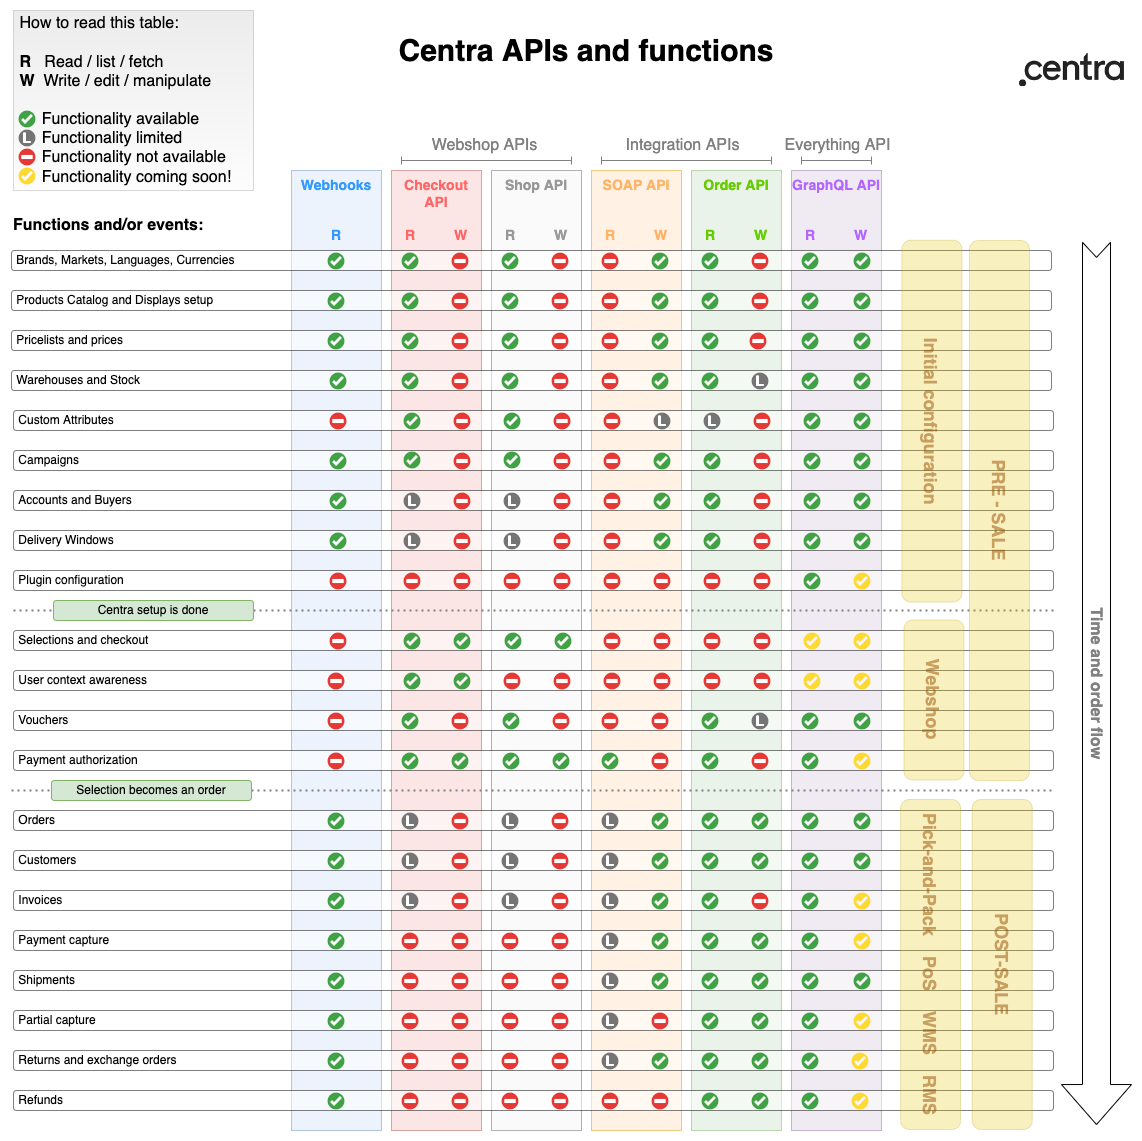 How to read this table:
R Read / list / fetch
W Write / edit / manipulate
Functionality available
L Functionality limited
Functionality not available
Functionality coming soon!
Centra APIs and functions
.centra
Webshop APIs
Integration APIs
Everything API
Webhooks
Checkout API
Shop API
SOAP API
Order API
GraphQL API
Functions and/or events:
R R W R W R W R W R W
Brands, Markets, Languages, Currencies
Products Catalog and Displays setup
Pricelists and prices
Warehouses and Stock L
Custom Attributes L L
Campaigns
Accounts and Buyers L L
Delivery Windows L L
Plugin configuration
Centra setup is done
Selections and checkout
User context awareness
Vouchers L
Payment authorization
Selection becomes an order
Orders L L L
Customers L L L
Invoices L L L
Payment capture L
Shipments L
Partial capture L
Returns and exchange orders L
Refunds
Initial configuration
PRE - SALE
Webshop
Pick-and-Pack PoS WMS RMS
POST-SALE
Time and order flow